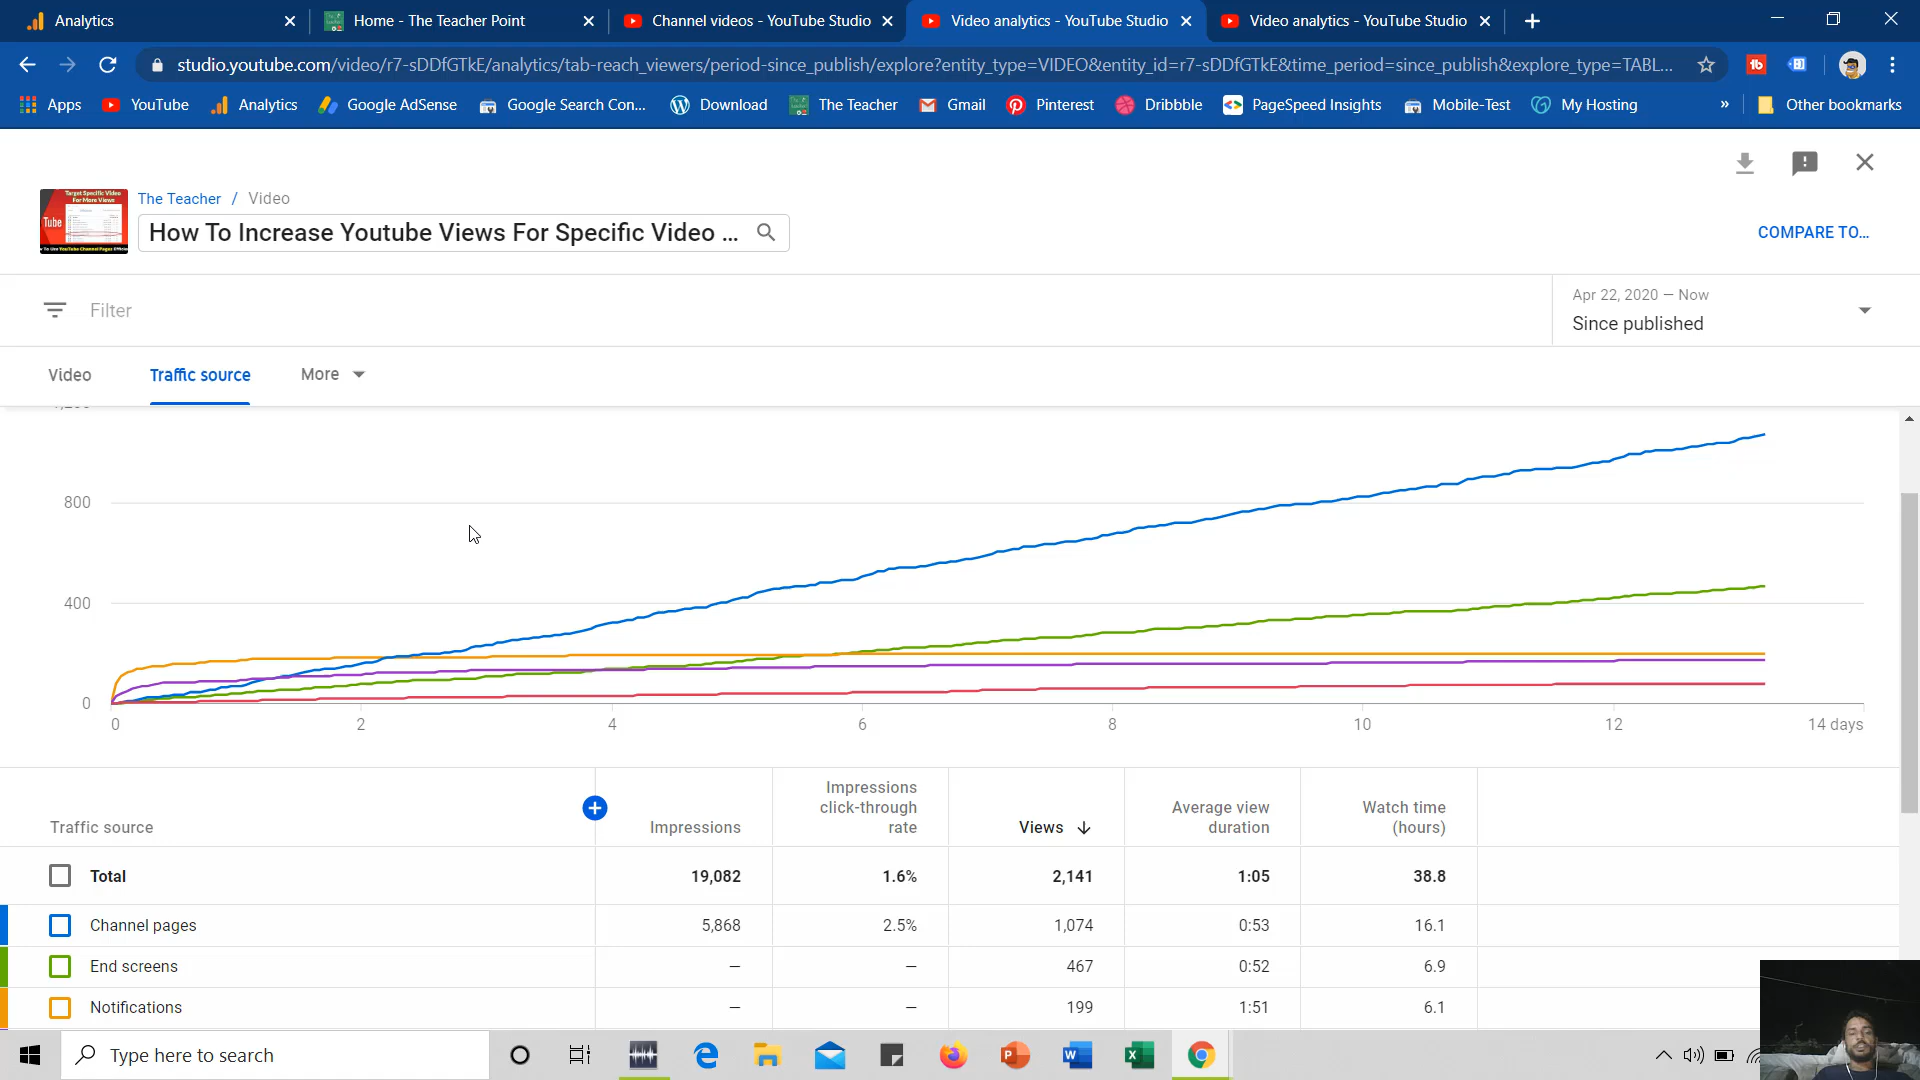 Analytics
Home - The Teacher Point
Channel videos - YouTube Studio
Video analytics - YouTube Studio
Video analytics - YouTube Studio
studio.youtube.com/video/r7-sDDfGTkE/analytics/tab-reach_viewers/period-since_publish/explore?entity_type=VIDEO&entity_id=r7-sDDfGTkE&time_period=since_publish&explore_type=TABL...
Apps YouTube Analytics Google AdSense Google Search Con... Download The Teacher Gmail Pinterest Dribbble PageSpeed Insights Mobile-Test My Hosting » Other bookmarks
Target Specific Video
For More Views
Tube
The Teacher / Video
How To Increase Youtube Views For Specific Video ...
COMPARE TO...
Filter
Apr 22, 2020 – Now
Since published
Video
Traffic source
More
800
400
0
0 2 4 6 8 10 12 14 days
Traffic source Impressions Impressions click-through rate Views Average view duration Watch time (hours)
Total 19,082 1.6% 2,141 1:05 38.8
Channel pages 5,868 2.5% 1,074 0:53 16.1
End screens — — 467 0:52 6.9
Notifications — — 199 1:51 6.1
Type here to search